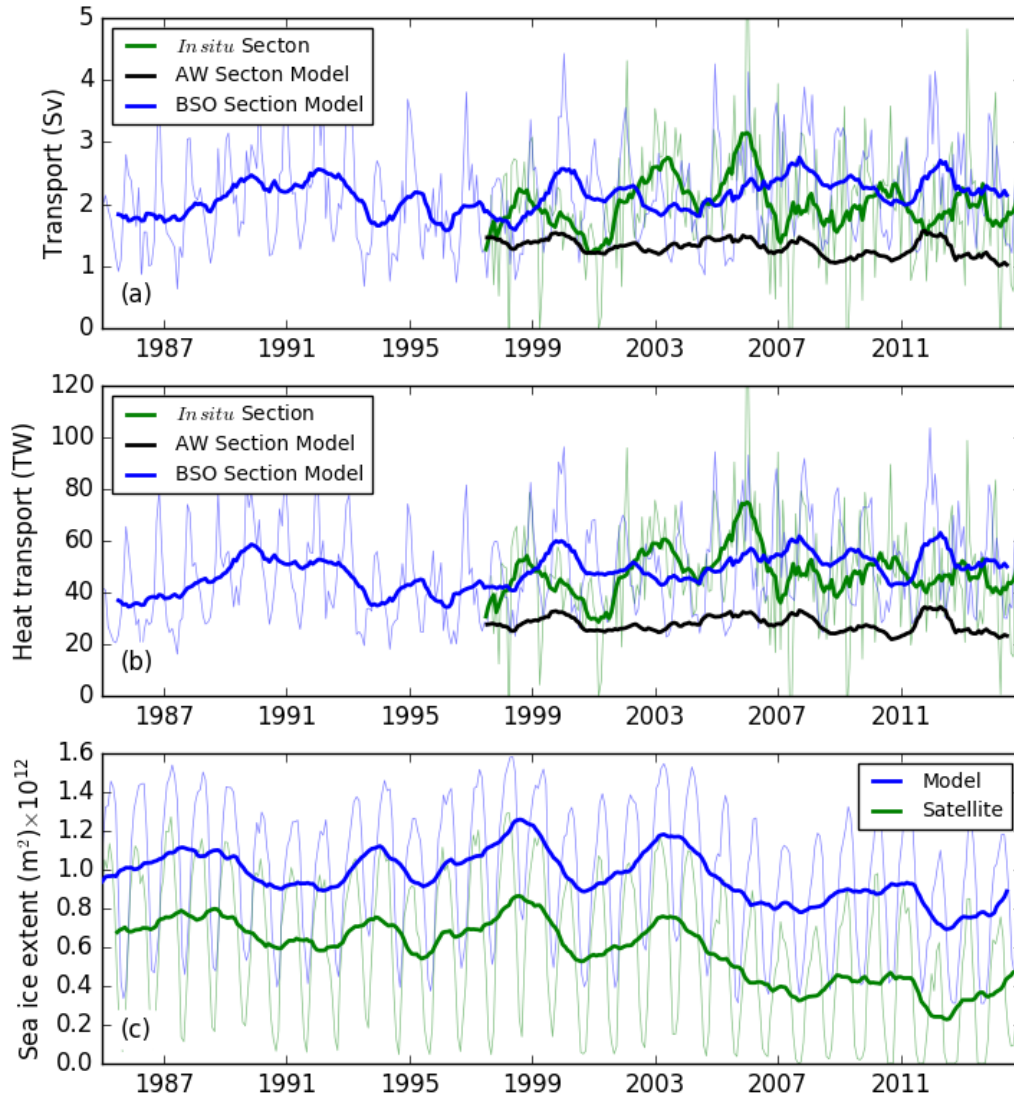 5
4
3
2
1
0
Transport (Sv)
In situ Secton
AW Secton Model
BSO Section Model
(a)
1987 1991 1995 1999 2003 2007 2011
120
100
80
60
40
20
0
Heat transport (TW)
In situ Section
AW Section Model
BSO Section Model
(b)
1987 1991 1995 1999 2003 2007 2011
1.6
1.4
1.2
1.0
0.8
0.6
0.4
0.2
0.0
Sea ice extent (m²)×10¹²
Model
Satellite
(c)
1987 1991 1995 1999 2003 2007 2011